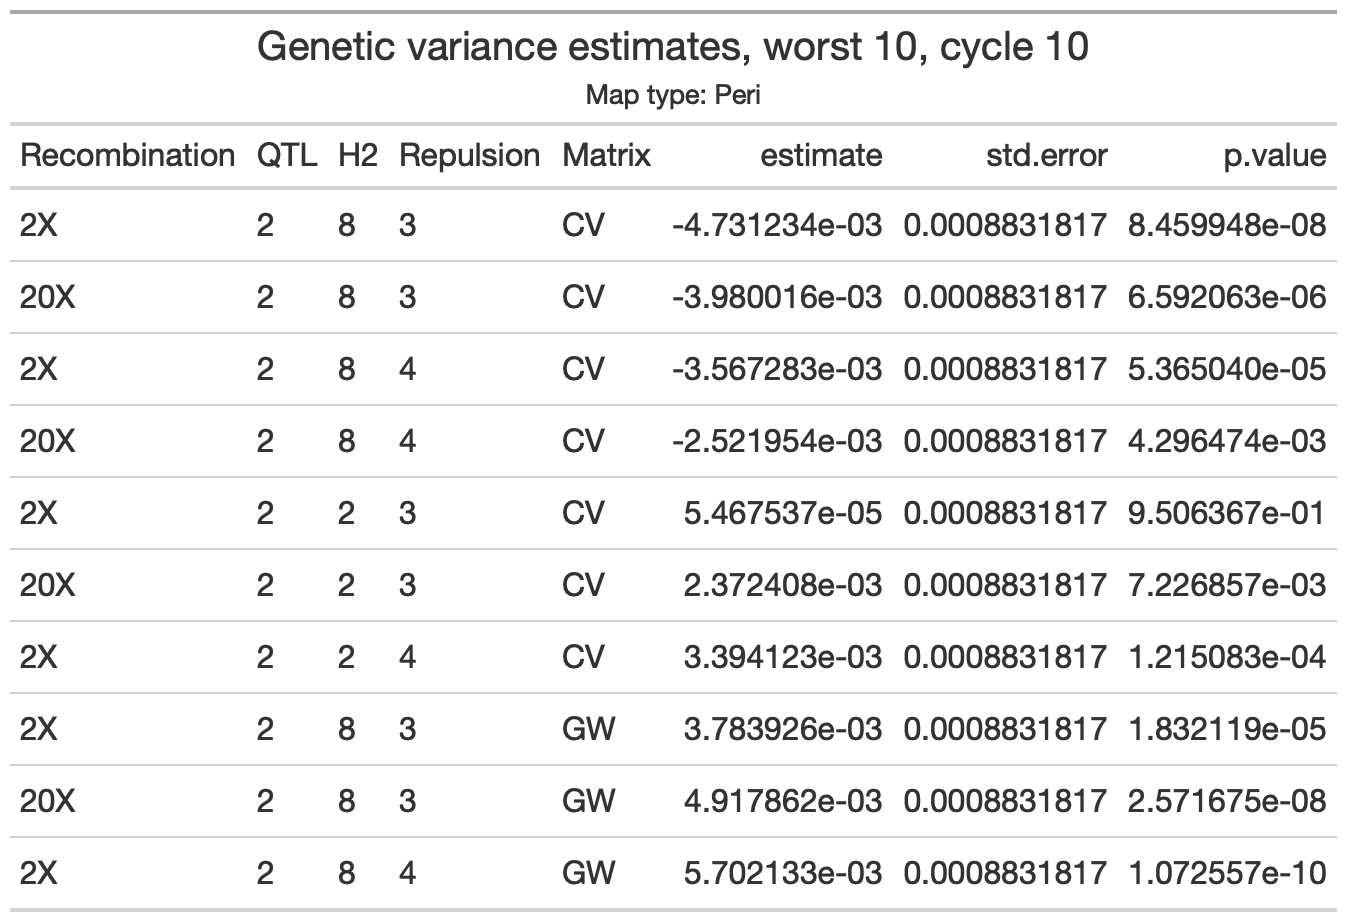 Genetic variance estimates, worst 10, cycle 10
Map type: Peri
Recombination QTL H2 Repulsion Matrix estimate std.error p.value
2X 2 8 3 CV -4.731234e-03 0.0008831817 8.459948e-08
20X 2 8 3 CV -3.980016e-03 0.0008831817 6.592063e-06
2X 2 8 4 CV -3.567283e-03 0.0008831817 5.365040e-05
20X 2 8 4 CV -2.521954e-03 0.0008831817 4.296474e-03
2X 2 2 3 CV 5.467537e-05 0.0008831817 9.506367e-01
20X 2 2 3 CV 2.372408e-03 0.0008831817 7.226857e-03
2X 2 2 4 CV 3.394123e-03 0.0008831817 1.215083e-04
2X 2 8 3 GW 3.783926e-03 0.0008831817 1.832119e-05
20X 2 8 3 GW 4.917862e-03 0.0008831817 2.571675e-08
2X 2 8 4 GW 5.702133e-03 0.0008831817 1.072557e-10